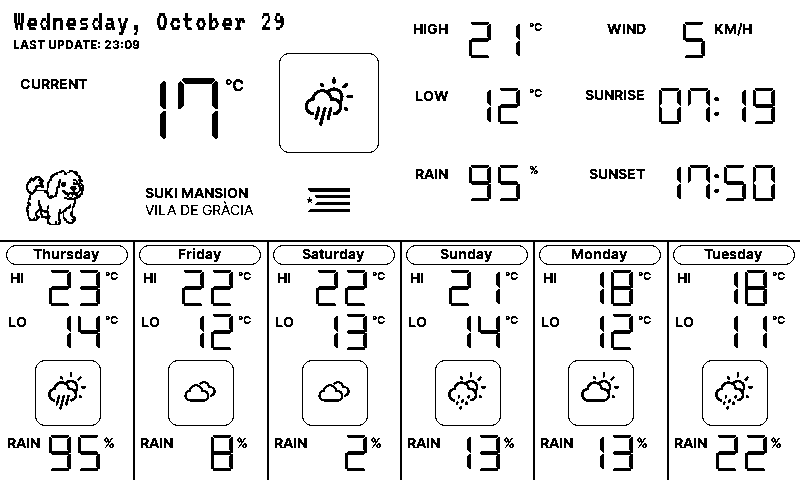 Wednesday, October 29
LAST UPDATE: 23:09
CURRENT
17 °C
SUKI MANSION
VILA DE GRÀCIA
HIGH 21 °C
LOW 12 °C
RAIN 95 %
WIND 5 KM/H
SUNRISE 07:19
SUNSET 17:50
Thursday
HI 23 °C
LO 14 °C
RAIN 95 %
Friday
HI 22 °C
LO 12 °C
RAIN 8 %
Saturday
HI 22 °C
LO 13 °C
RAIN 2 %
Sunday
HI 21 °C
LO 14 °C
RAIN 13 %
Monday
HI 18 °C
LO 12 °C
RAIN 13 %
Tuesday
HI 18 °C
LO 11 °C
RAIN 22 %